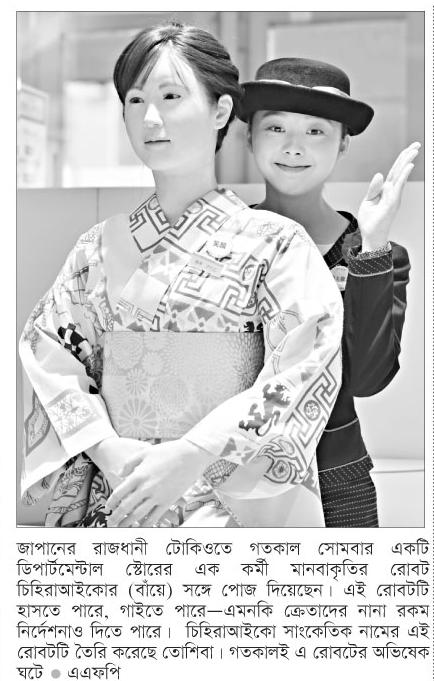 জাপানের রাজধানী টোকিওতে গতকাল সোমবার একটি
ডিপার্টমেন্টাল স্টোরের এক কর্মী মানবাকৃতির রোবট
চিহিরাআইকোর (বাঁয়ে) সঙ্গে পোজ দিয়েছেন। এই রোবটটি
হাসতে পারে, গাইতে পারে—এমনকি ক্রেতাদের নানা রকম
নির্দেশনাও দিতে পারে। চিহিরাআইকো সাংকেতিক নামের এই
রোবটটি তৈরি করেছে তোশিবা। গতকালই এ রোবটের অভিষেক
ঘটে ● এএফপি